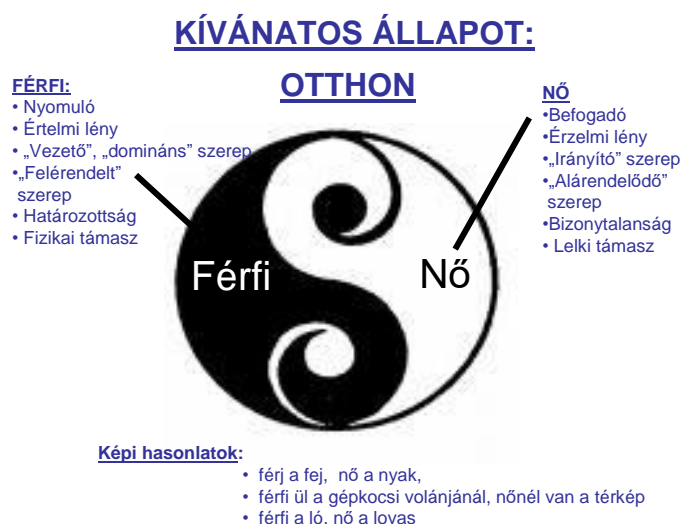 KÍVÁNATOS ÁLLAPOT:
OTTHON
FÉRFI:
• Nyomuló
• Értelmi lény
• „Vezető”, „domináns” szerep
•„Felérendelt”
szerep
• Határozottság
• Fizikai támasz
NŐ
•Befogadó
•Érzelmi lény
•„Irányító” szerep
•„Alárendelődő”
szerep
•Bizonytalanság
• Lelki támasz
Férfi
Nő
Képi hasonlatok:
• férj a fej, nő a nyak,
• férfi ül a gépkocsi volánjánál, nőnél van a térkép
• férfi a ló, nő a lovas